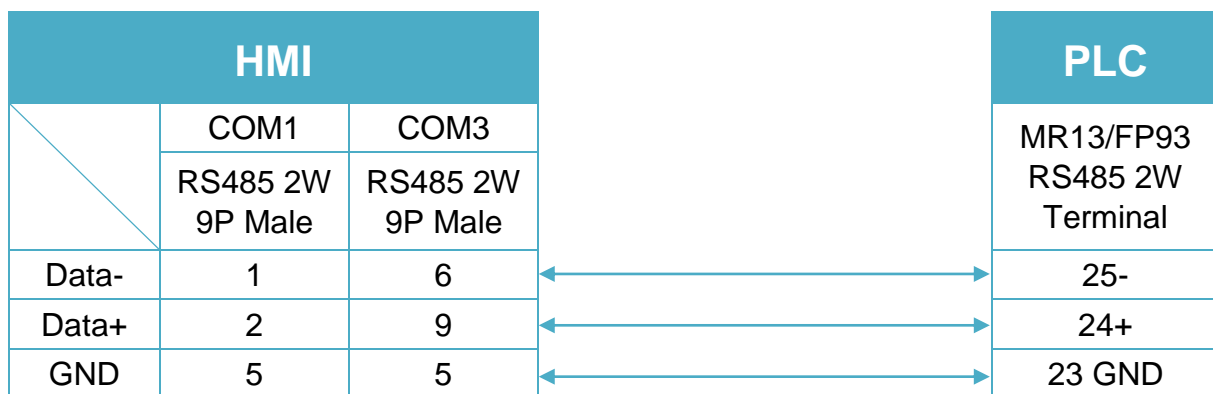 HMI PLC
COM1 COM3 MR13/FP93
RS485 2W RS485 2W RS485 2W
9P Male 9P Male Terminal
Data- 1 6 25-
Data+ 2 9 24+
GND 5 5 23 GND